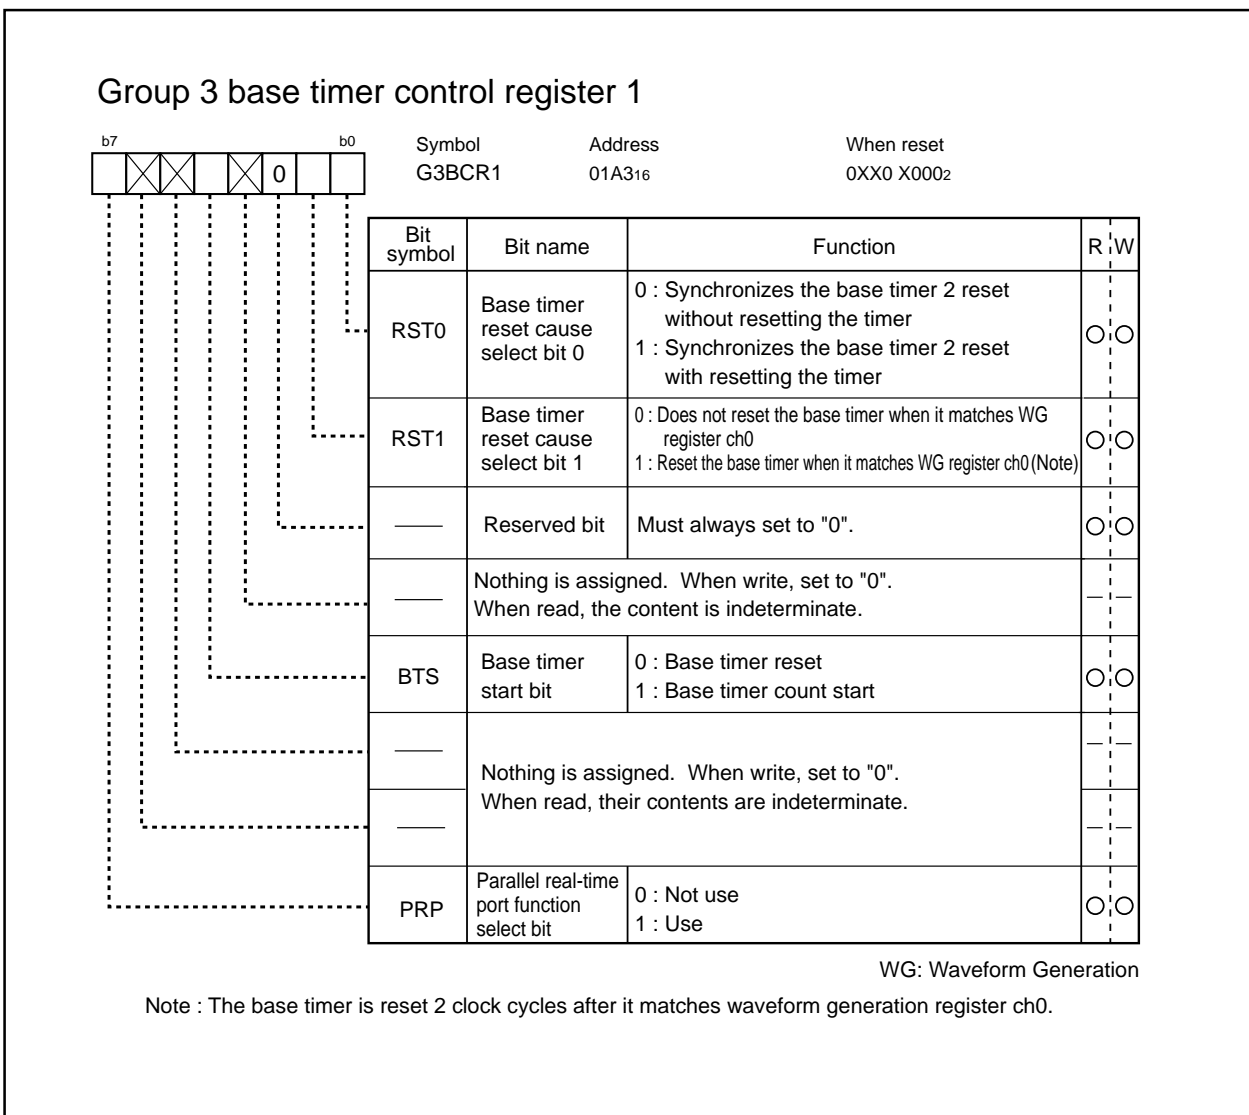 Group 3 base timer control register 1
b7 b0 Symbol Address When reset
0 G3BCR1 01A316 0XX0 X0002
Bit symbol Bit name Function R W
RST0
Base timer
reset cause
select bit 0
0 : Synchronizes the base timer 2 reset
without resetting the timer
1 : Synchronizes the base timer 2 reset
with resetting the timer
RST1
Base timer
reset cause
select bit 1
0 : Does not reset the base timer when it matches WG
register ch0
1 : Reset the base timer when it matches WG register ch0(Note)
Reserved bit
Must always set to "0".
Nothing is assigned. When write, set to "0".
When read, the content is indeterminate.
BTS
Base timer
start bit
0 : Base timer reset
1 : Base timer count start
Nothing is assigned. When write, set to "0".
When read, their contents are indeterminate.
PRP
Parallel real-time
port function
select bit
0 : Not use
1 : Use
WG: Waveform Generation
Note : The base timer is reset 2 clock cycles after it matches waveform generation register ch0.